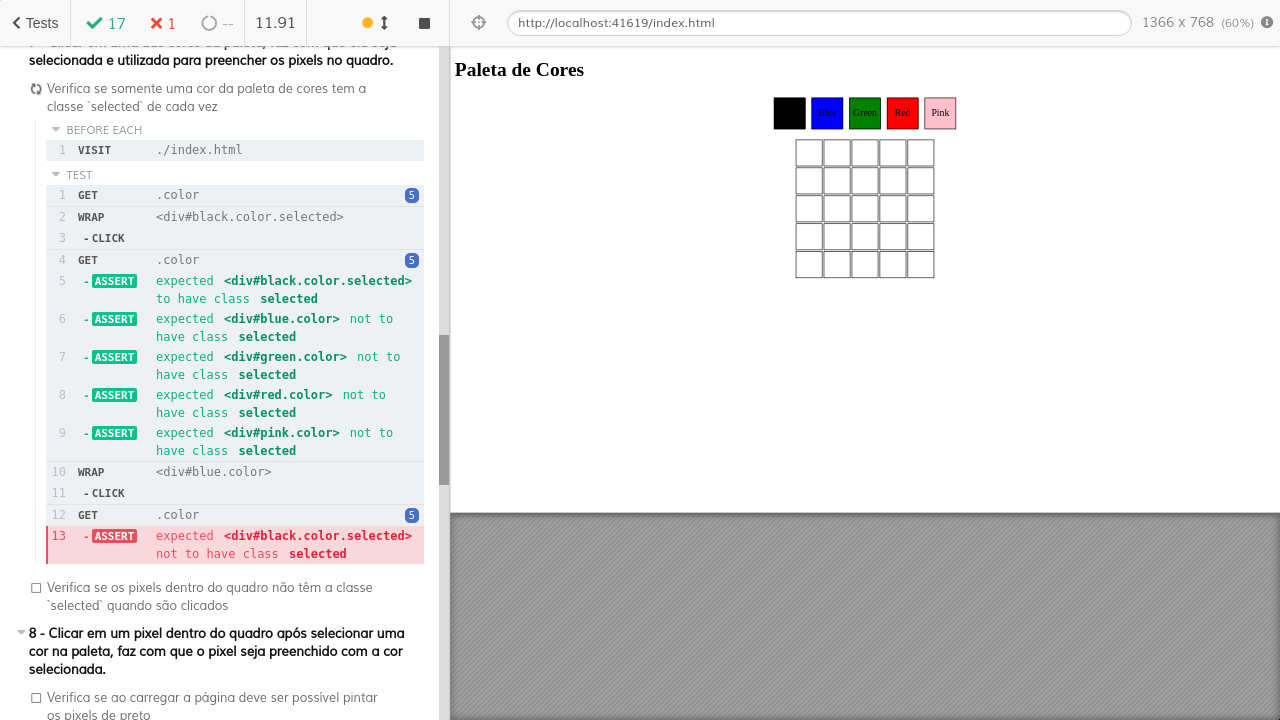 Tests
17
1
--
11.91
http://localhost:41619/index.html
1366 x 768 (60%)
selecionada e utilizada para preencher os pixels no quadro.
Verifica se somente uma cor da paleta de cores tem a
classe `selected` de cada vez
BEFORE EACH
1 VISIT ./index.html
TEST
1 GET .color 5
2 WRAP <div#black.color.selected>
3 -CLICK
4 GET .color 5
5 -ASSERT expected <div#black.color.selected>
to have class selected
6 -ASSERT expected <div#blue.color> not to
have class selected
7 -ASSERT expected <div#green.color> not to
have class selected
8 -ASSERT expected <div#red.color> not to
have class selected
9 -ASSERT expected <div#pink.color> not to
have class selected
10 WRAP <div#blue.color>
11 -CLICK
12 GET .color 5
13 -ASSERT expected <div#black.color.selected>
not to have class selected
Verifica se os pixels dentro do quadro não têm a classe
`selected` quando são clicados
8 - Clicar em um pixel dentro do quadro após selecionar uma
cor na paleta, faz com que o pixel seja preenchido com a cor
selecionada.
Verifica se ao carregar a página deve ser possível pintar
os pixels de preto
Paleta de Cores
Blue Green Red Pink